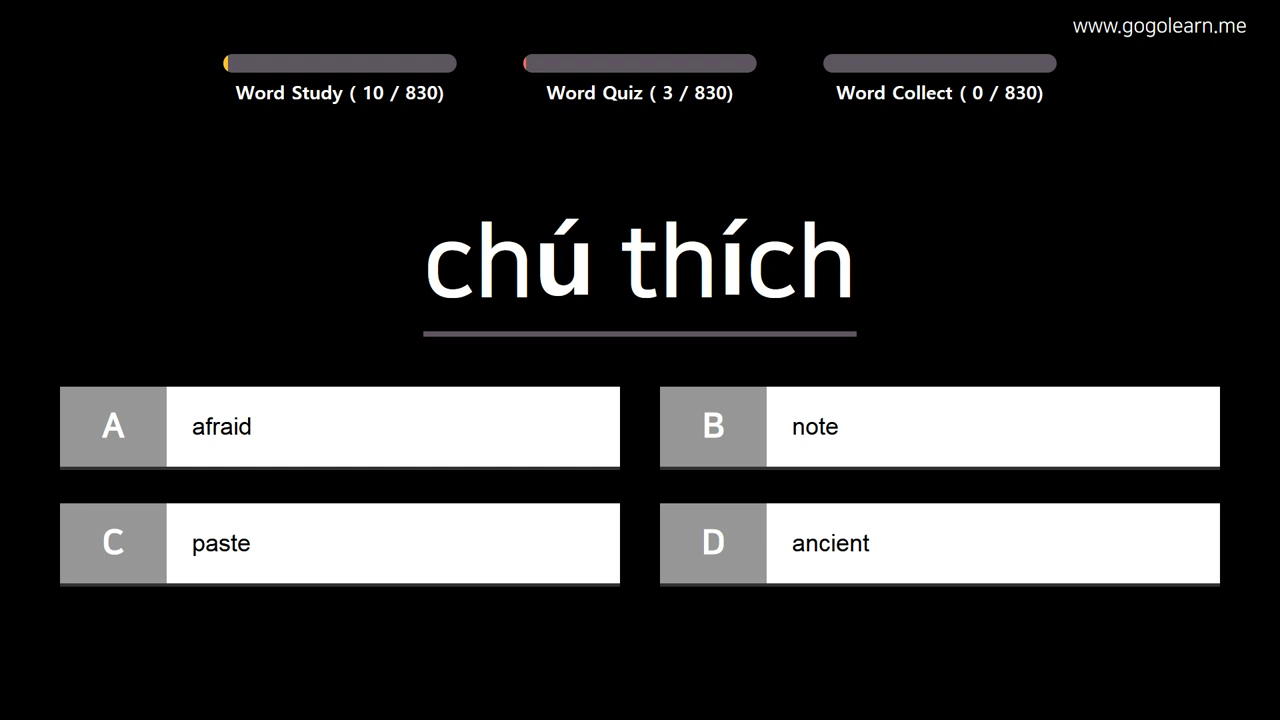 www.gogolearn.me
Word Study ( 10 / 830)
Word Quiz ( 3 / 830)
Word Collect ( 0 / 830)
chú thích
A afraid
B note
C paste
D ancient